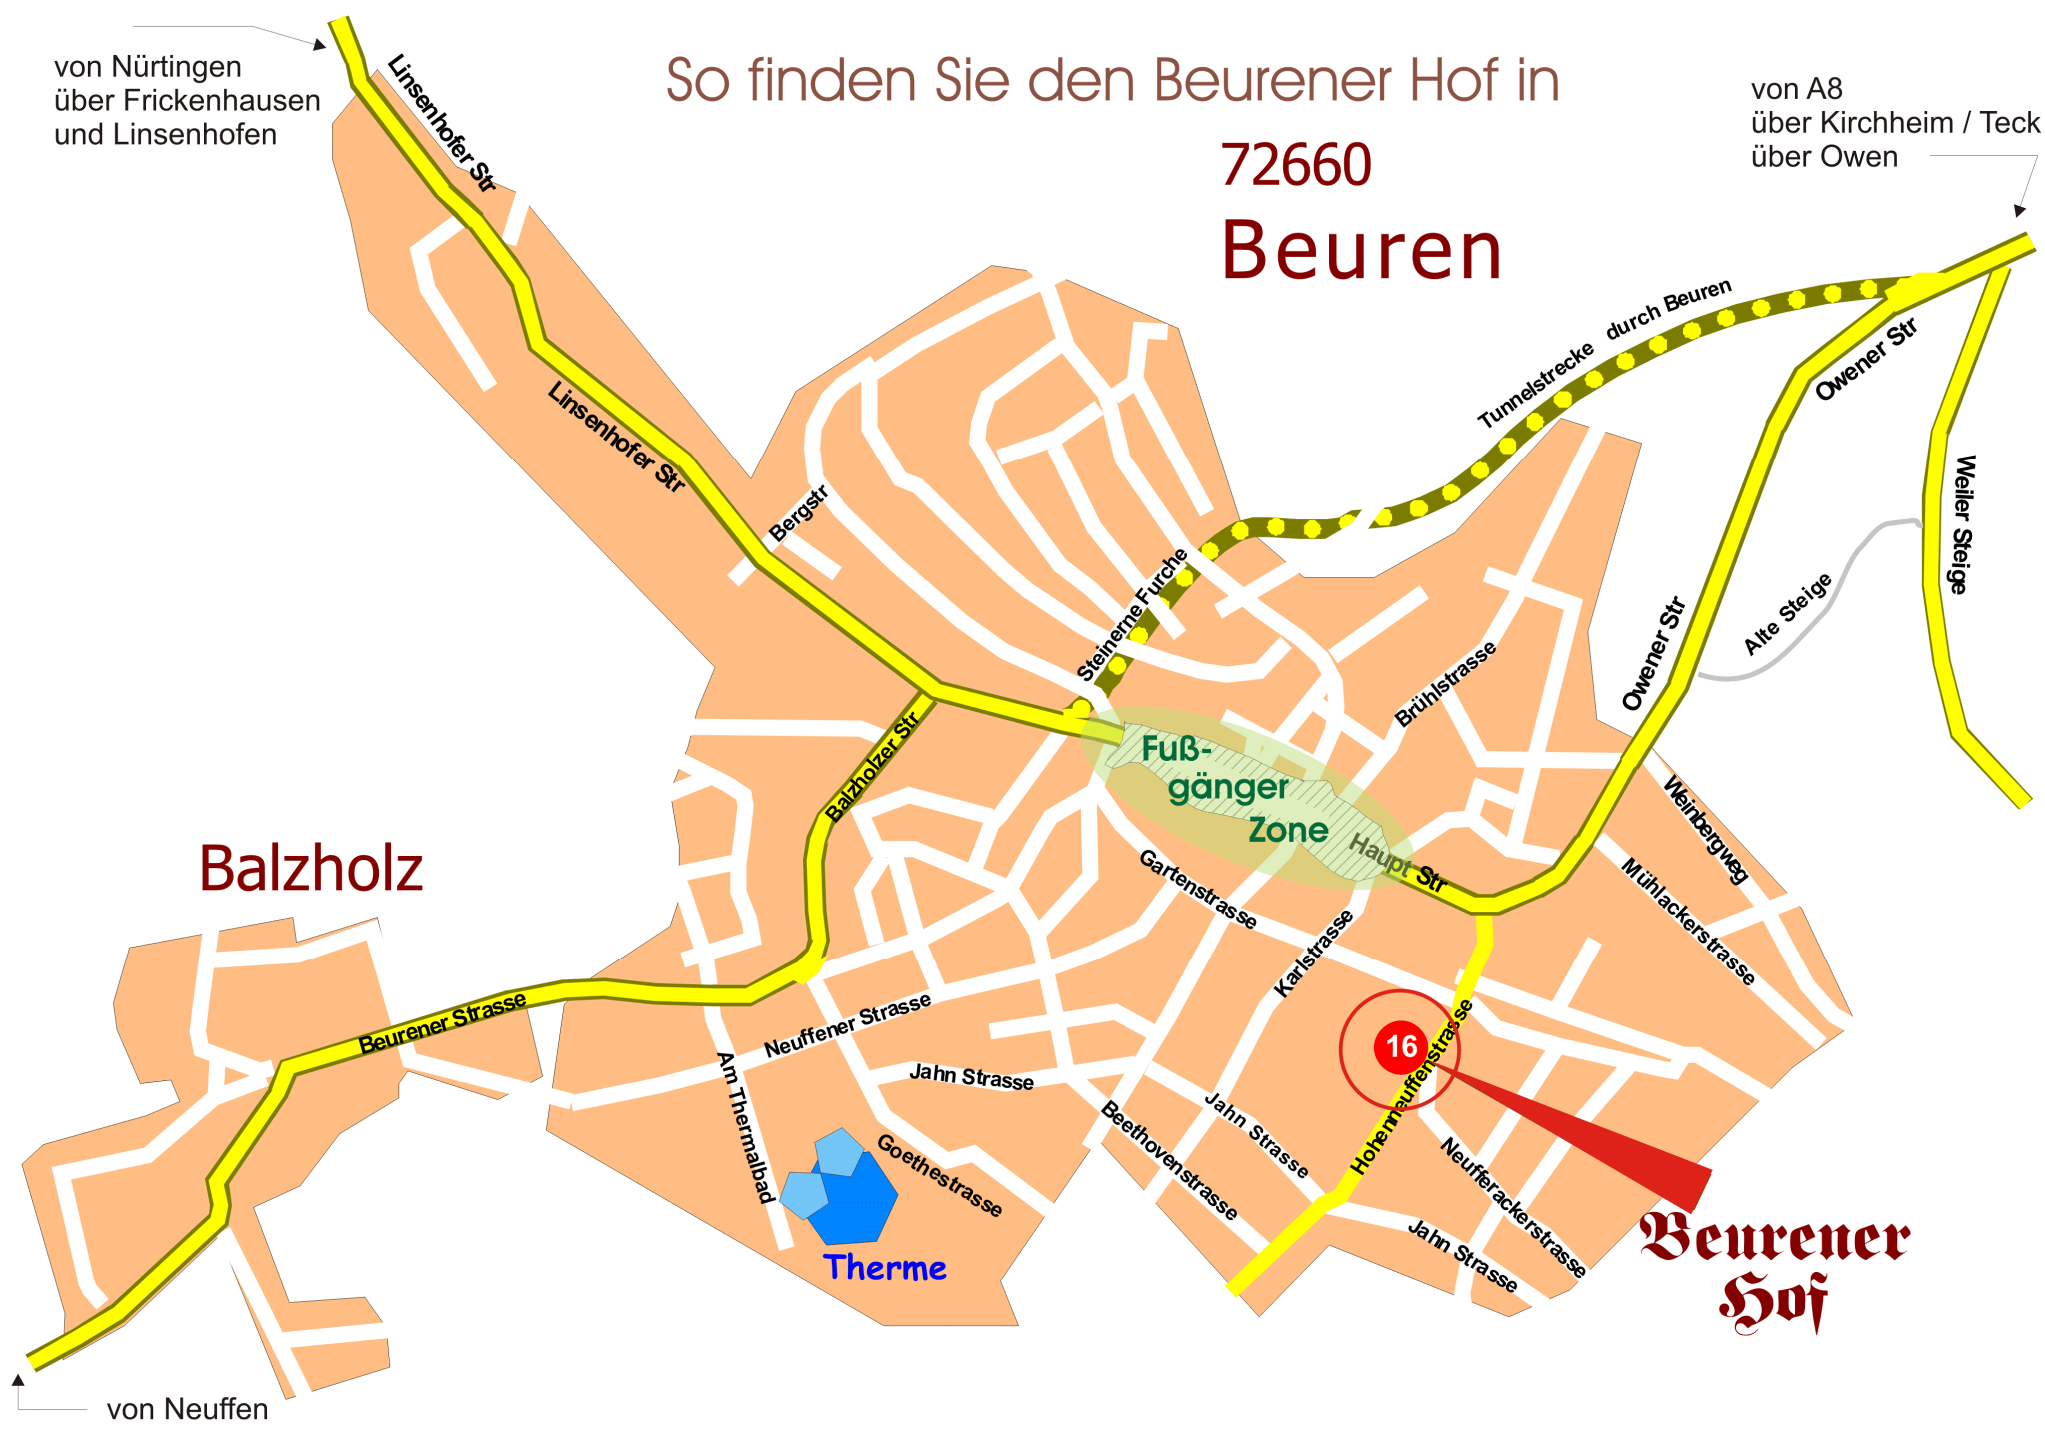 So finden Sie den Beurener Hof in
72660
Beuren
von Nürtingen
über Frickenhausen
und Linsenhofen
von A8
über Kirchheim / Teck
über Owen
Linsenhofer Str
Linsenhofer Str
Bergstr
Tunnelstrecke durch Beuren
Owener Str
Weiler Steige
Alte Steige
Owener Str
Steinerne Furche
Brühlstrasse
Balzholzer Str
Fuß-
gänger
Zone
Haupt Str
Weinbergweg
Mühlackerstrasse
Gartenstrasse
Karlstrasse
Balzholz
Beurener Strasse
Neuffener Strasse
Am Thermalbad
Jahn Strasse
Goethestrasse
Therme
Beethovenstrasse
Jahn Strasse
Hohenneuffenstrasse
16
Neufferackerstrasse
Jahn Strasse
Beurener
Hof
von Neuffen